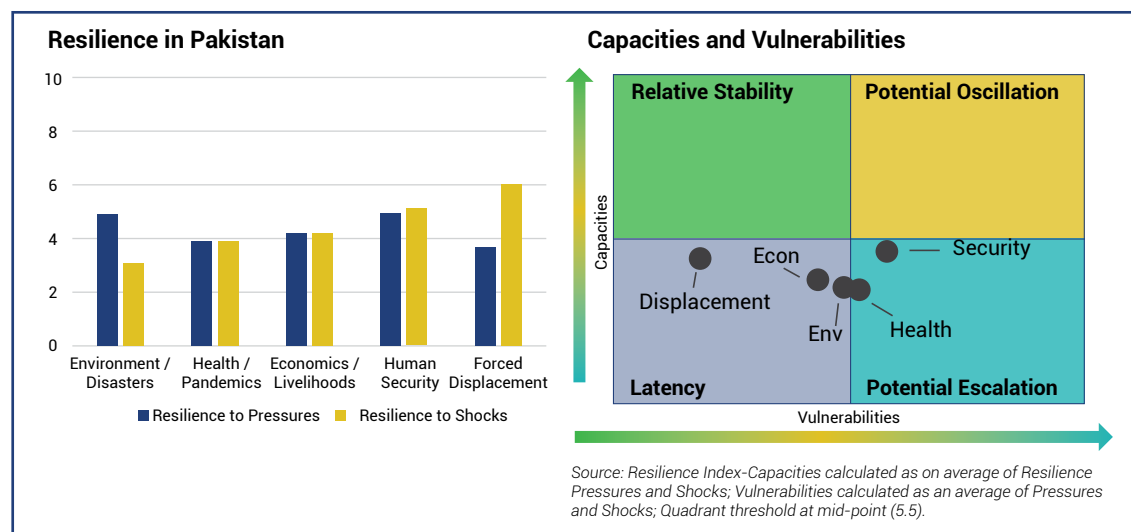 Resilience in Pakistan
10
8
6
4
2
0
Environment /
Disasters
Health /
Pandemics
Economics /
Livelihoods
Human
Security
Forced
Displacement
Resilience to Pressures
Resilience to Shocks
Capacities and Vulnerabilities
Relative Stability
Potential Oscillation
Capacities
Security
Econ
Displacement
Env
Health
Latency
Potential Escalation
Vulnerabilities
Source: Resilience Index-Capacities calculated as on average of Resilience
Pressures and Shocks; Vulnerabilities calculated as an average of Pressures
and Shocks; Quadrant threshold at mid-point (5.5).